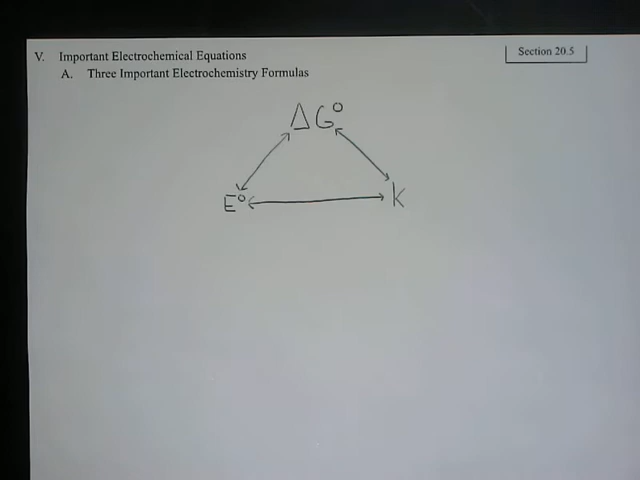 V. Important Electrochemical Equations
Section 20.5
A. Three Important Electrochemistry Formulas
ΔG°
E°
K